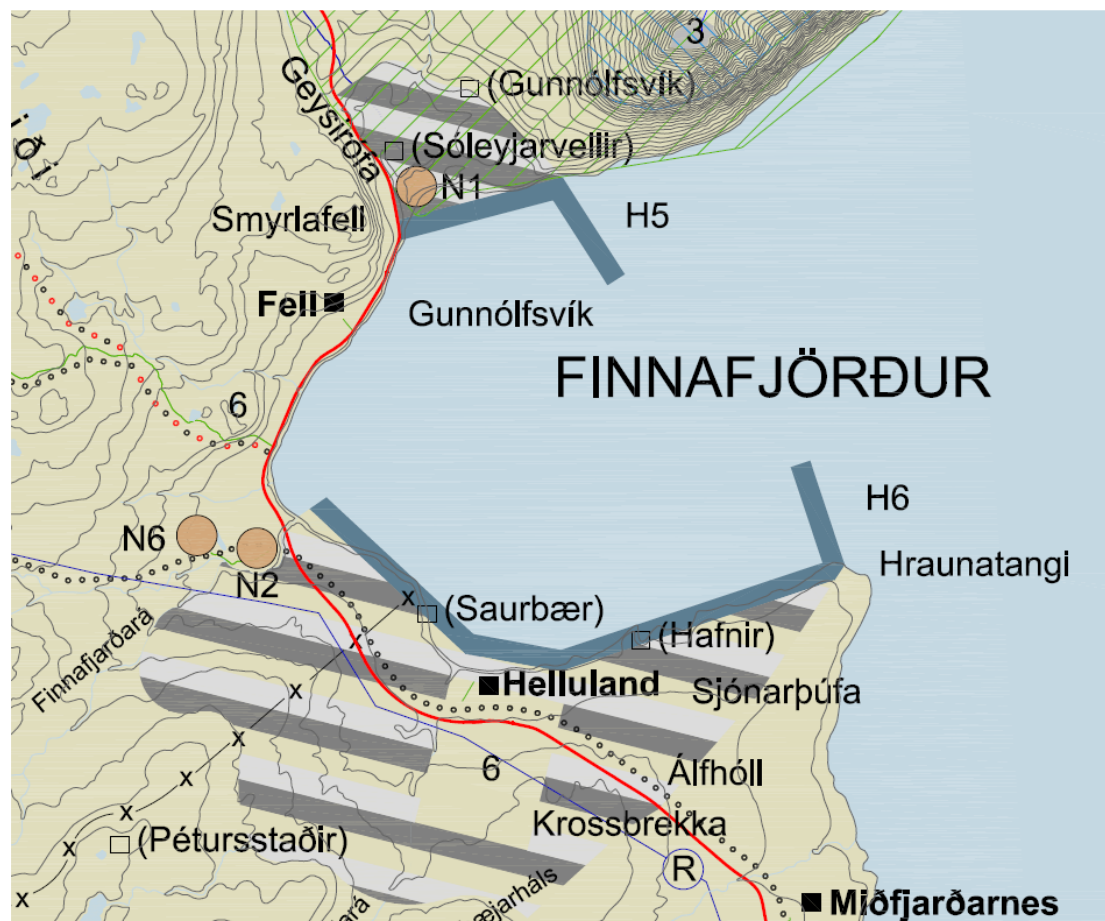 3
(Gunnólfsvík)
Geysirófa
iði
(Sóleyjarvellir)
N1
Smyrlafell
H5
Fell
Gunnólfsvík
FINNAFJÖRÐUR
6
H6
N6
N2
Hraunatangi
(Saurbær)
(Hafnir)
Finnafjarðará
Helluland
Sjónarþúfa
6
Álfhóll
Krossbrekka
(Pétursstaðir)
R
Miðfjarðarnes
x
x
x
x
x
x
x
x